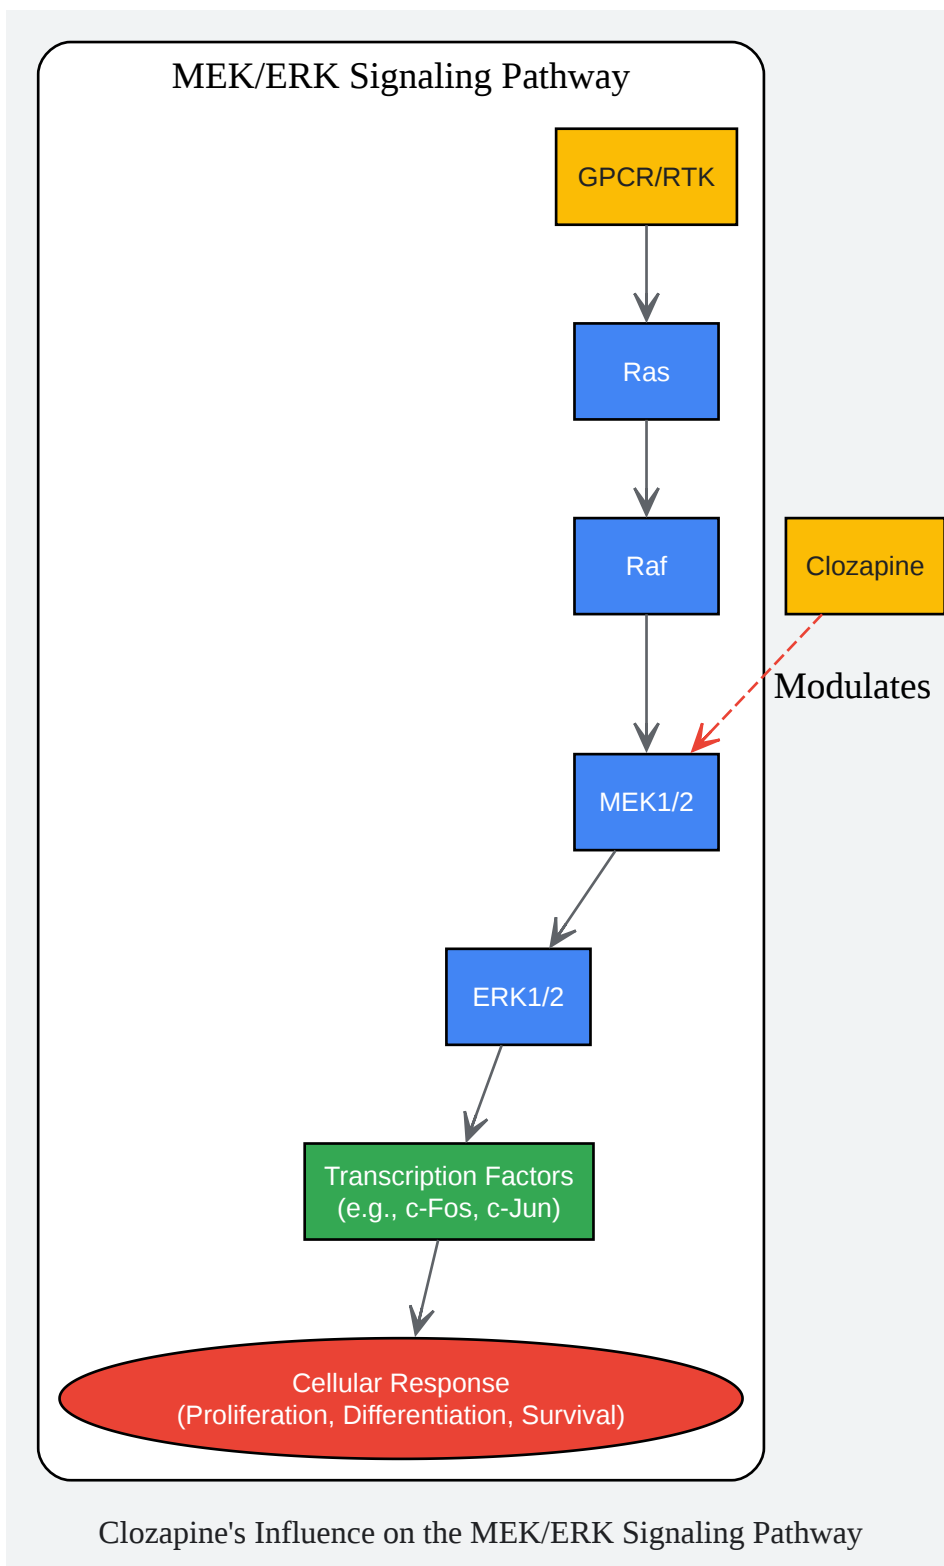 MEK/ERK Signaling Pathway
GPCR/RTK
Ras
Raf
Clozapine
Modulates
MEK1/2
ERK1/2
Transcription Factors
(e.g., c-Fos, c-Jun)
Cellular Response
(Proliferation, Differentiation, Survival)
Clozapine's Influence on the MEK/ERK Signaling Pathway